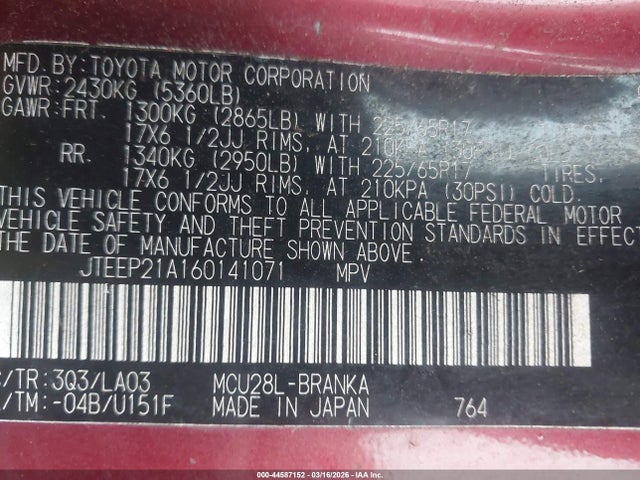 MFD. BY: TOYOTA MOTOR CORPORATION
GVWR: 2430KG (5360LB)
GAWR: FRT. 1300KG (2865LB) WITH 225/65R17
17X6 1/2JJ RIMS, AT 210KPA
RR. 1340KG (2950LB) WITH 225/65R17 TIRES,
17X6 1/2JJ RIMS, AT 210KPA (30PSI) COLD.
THIS VEHICLE CONFORMS TO ALL APPLICABLE FEDERAL MOTOR
VEHICLE SAFETY AND THEFT PREVENTION STANDARDS IN EFFECT
THE DATE OF MANUFACTURE SHOWN ABOVE.
JTEEP21A160141071 MPV
/TR: 3Q3/LA03 MCU28L-BRANKA
/TM: -04B/U151F MADE IN JAPAN 764
000-44587152 — 03/16/2026 — IAA Inc.